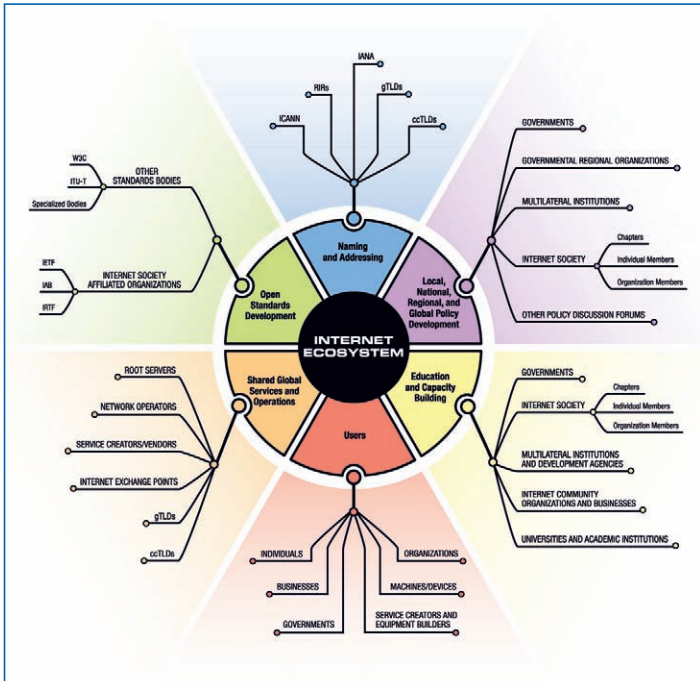 IANA
RIRs
gTLDs
ICANN
ccTLDs
W3C
ITU-T
Specialized Bodies
OTHER
STANDARDS BODIES
IETF
IAB
IRTF
INTERNET SOCIETY
AFFILIATED ORGANIZATIONS
GOVERNMENTS
GOVERNMENTAL REGIONAL ORGANIZATIONS
MULTILATERAL INSTITUTIONS
INTERNET SOCIETY
Chapters
Individual Members
Organization Members
OTHER POLICY DISCUSSION FORUMS
Naming
and Addressing
Open
Standards
Development
Local,
National,
Regional, and
Global Policy
Development
INTERNET
ECOSYSTEM
Shared Global
Services and
Operations
Education
and Capacity
Building
Users
ROOT SERVERS
NETWORK OPERATORS
SERVICE CREATORS/VENDORS
INTERNET EXCHANGE POINTS
gTLDs
ccTLDs
GOVERNMENTS
INTERNET SOCIETY
Chapters
Individual Members
Organization Members
MULTILATERAL INSTITUTIONS
AND DEVELOPMENT AGENCIES
INTERNET COMMUNITY
ORGANIZATIONS AND BUSINESSES
UNIVERSITIES AND ACADEMIC INSTITUTIONS
INDIVIDUALS
ORGANIZATIONS
BUSINESSES
MACHINES/DEVICES
GOVERNMENTS
SERVICE CREATORS AND
EQUIPMENT BUILDERS